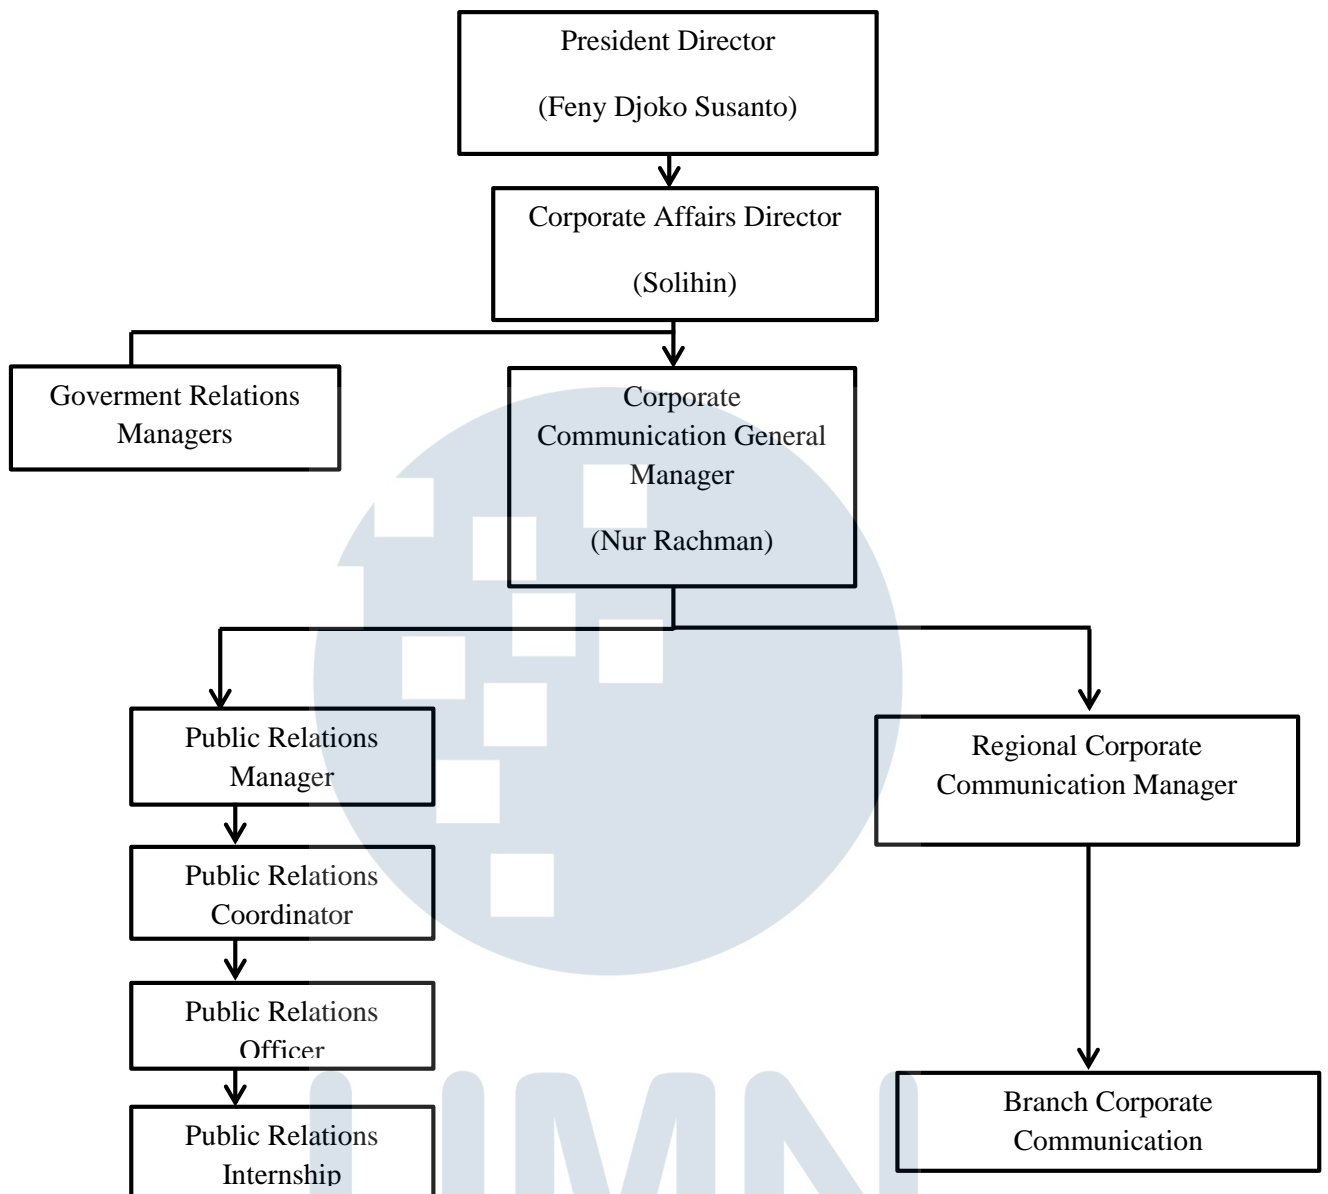 President Director
(Feny Djoko Susanto)
Corporate Affairs Director
(Solihin)
Goverment Relations
Managers
Corporate
Communication General
Manager
(Nur Rachman)
Public Relations
Manager
Regional Corporate
Communication Manager
Public Relations
Coordinator
Public Relations
Officer
Public Relations
Internship
Branch Corporate
Communication
UMN